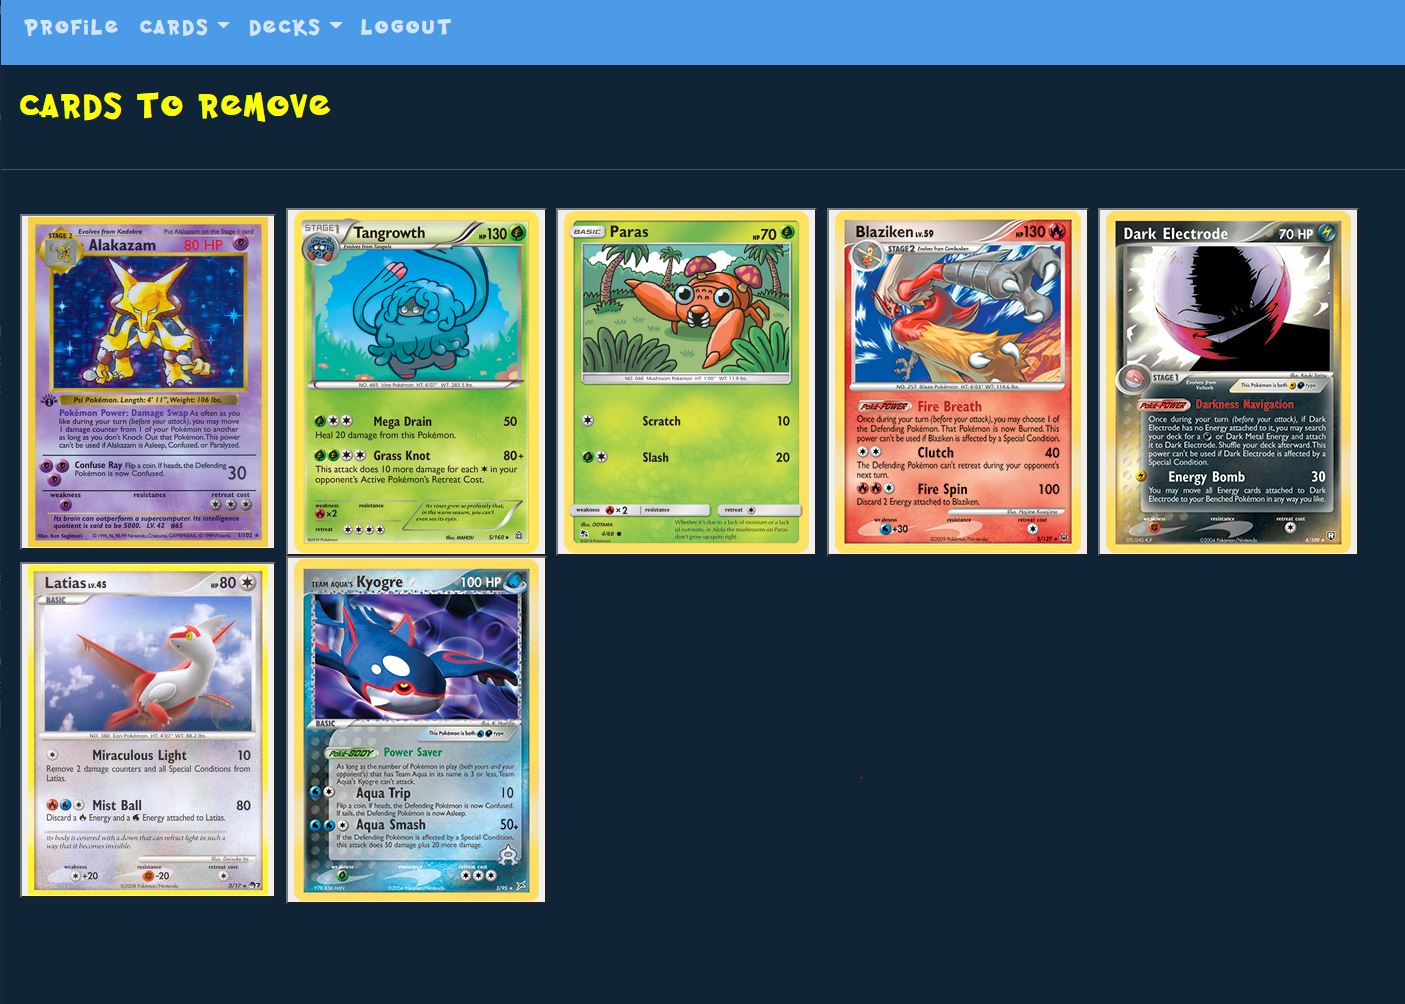 PROFILE CARDS DECKS LOGOUT
CARDS TO REMOVE
STAGE 2 Evolves from Kadabra Put Alakazam on the Stage 1 card
Alakazam 80 HP
Psi Pokémon. Length: 4' 11", Weight: 106 lbs.
Pokémon Power: Damage Swap As often as you
like during your turn (before your attack), you may move
1 damage counter from 1 of your Pokémon to another
as long as you don't Knock Out that Pokémon. This power
can't be used if Alakazam is Asleep, Confused, or Paralyzed.
Confuse Ray Flip a coin. If heads, the Defending
Pokémon is now Confused. 30
weakness resistance retreat cost
Its brain can outperform a supercomputer. Its intelligence
quotient is said to be 5000. LV. 42 #65
Illus. Ken Sugimori 1/102
STAGE1 Tangrowth HP 130
Evolves from Tangela
NO. 465 Vine Pokémon HT: 6'07" WT: 283.5 lbs.
Mega Drain 50
Heal 20 damage from this Pokémon.
Grass Knot 80+
This attack does 10 more damage for each in your
opponent's Active Pokémon's Retreat Cost.
weakness resistance
×2
Its vines grow so profusely that,
in the warm season, you can't
even see its eyes.
retreat
Illus. MAHOU 5/160
BASIC Paras HP 70
NO. 046 Mushroom Pokémon HT: 1'00" WT: 11.9 lbs.
Scratch 10
Slash 20
weakness ×2 resistance retreat
Illus. OOYAMA
4/68
Whether it's due to a lack of moisture or a lack
of nutrients, in Alola the mushrooms on Paras
don't grow up quite right.
Blaziken LV.59 HP 130
STAGE2 Evolves from Combusken
NO. 257 Blaze Pokémon HT: 6'03" WT: 114.6 lbs.
Poké-POWER Fire Breath
Once during your turn (before your attack), you may choose 1 of
the Defending Pokémon. That Pokémon is now Burned. This
power can't be used if Blaziken is affected by a Special Condition.
Clutch 40
The Defending Pokémon can't retreat during your opponent's
next turn.
Fire Spin 100
Discard 2 Energy attached to Blaziken.
Illus. Hajime Kusajima
weakness resistance retreat cost
+30
©2009 Pokémon/Nintendo 3/127
Dark Electrode 70 HP
STAGE1 Evolves from Voltorb
This Pokémon is both type.
Poké-POWER Darkness Navigation
Once during your turn (before your attack), if Dark
Electrode has no Energy attached to it, you may search
your deck for a or Dark Metal Energy and attach
it to Dark Electrode. Shuffle your deck afterward. This
power can't be used if Dark Electrode is affected by a
Special Condition.
Energy Bomb 30
You may move all Energy cards attached to Dark
Electrode to your Benched Pokémon in any way you like.
weakness resistance retreat cost
©2004 Pokémon/Nintendo 4/109
Latias LV.45 HP 80
BASIC
NO. 380 Eon Pokémon HT: 4'07" WT: 88.2 lbs.
Miraculous Light 10
Remove 2 damage counters and all Special Conditions from
Latias.
Mist Ball 80
Discard a Energy and a Energy attached to Latias.
Its body is covered with a down that can refract light in such a
way that it becomes invisible.
Illus. Daisuke Ito
weakness resistance retreat cost
+20 -20
©2008 Pokémon/Nintendo 3/17
TEAM AQUA'S Kyogre 100 HP
BASIC
This Pokémon is both type.
Poké-BODY Power Saver
As long as the number of Pokémon in play (both yours and your
opponent's) that has Team Aqua in its name is 3 or less, Team
Aqua's Kyogre can't attack.
Aqua Trip 10
Flip a coin. If heads, the Defending Pokémon is now Confused.
If tails, the Defending Pokémon is now Asleep.
Aqua Smash 50+
If the Defending Pokémon is affected by a Special Condition,
this attack does 50 damage plus 20 more damage.
weakness resistance retreat cost
©2004 Pokémon/Nintendo 3/95